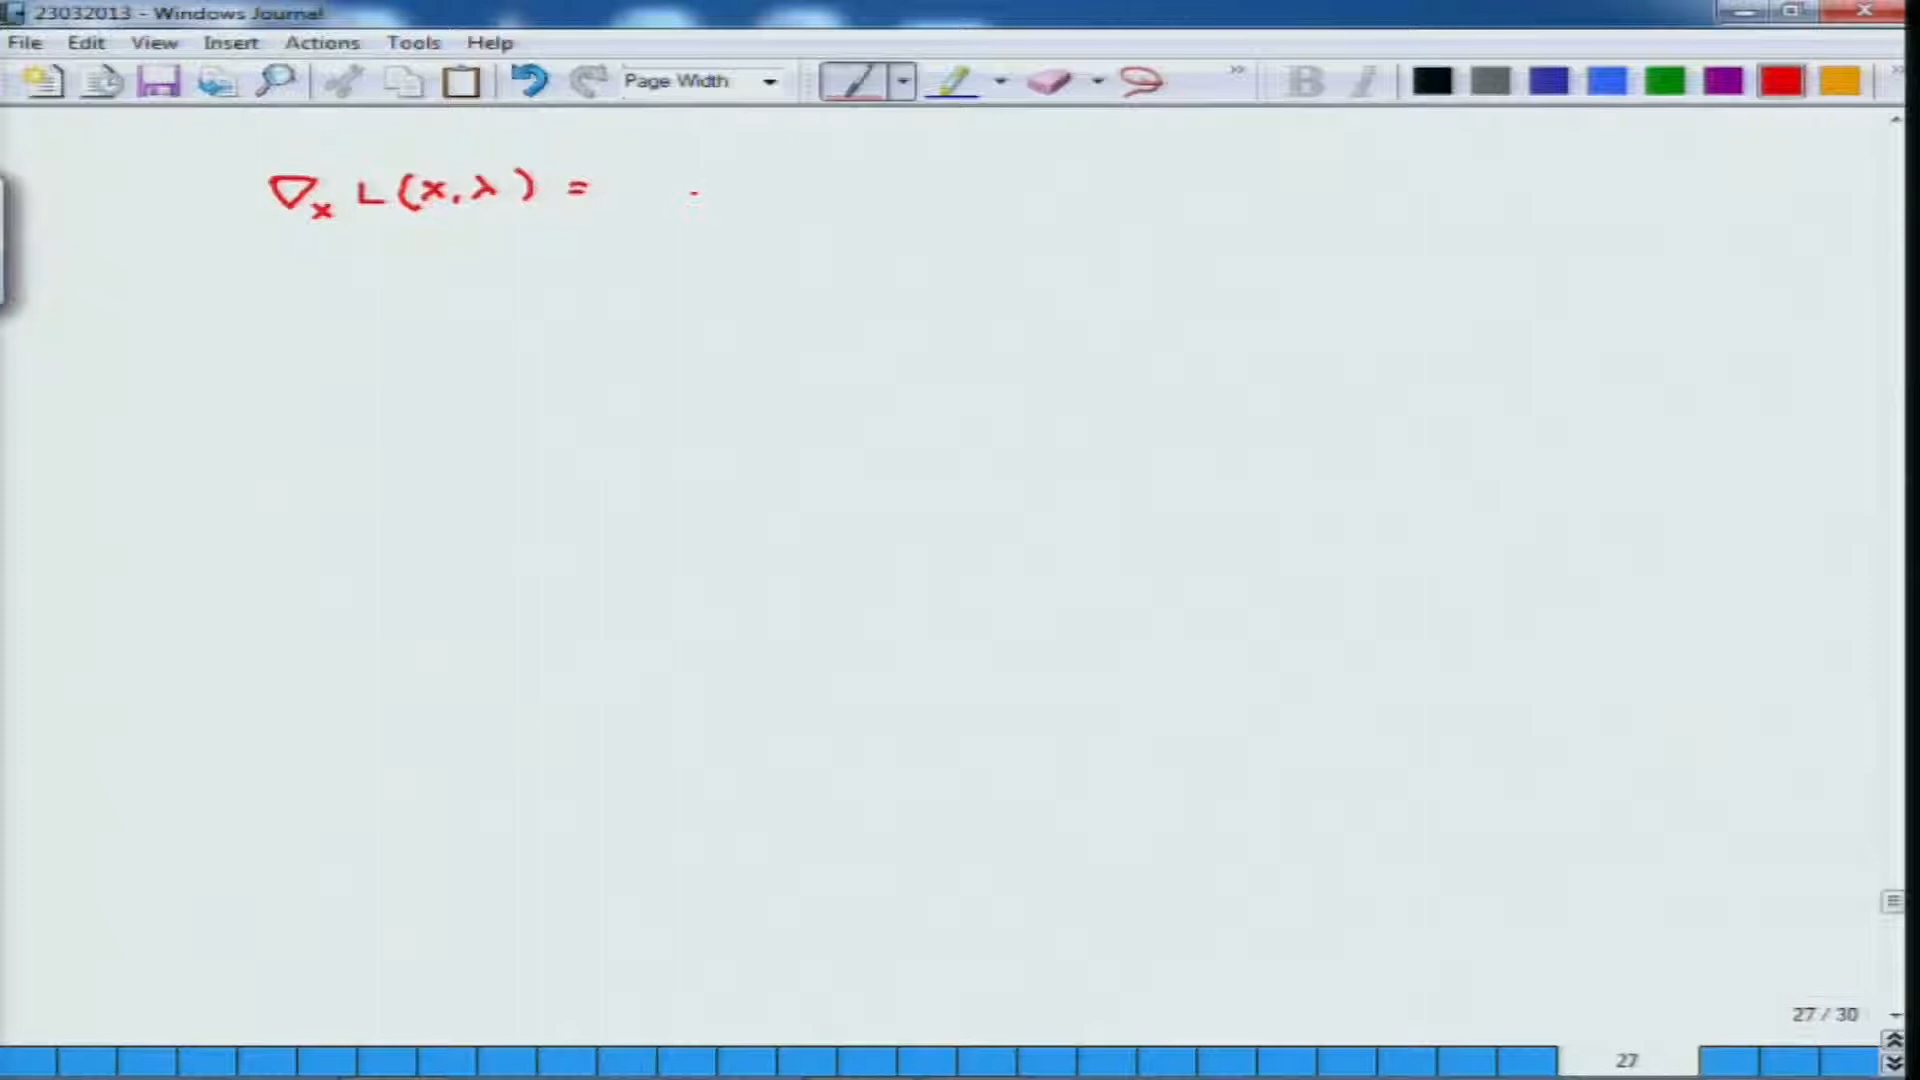 23032013 - Windows Journal
File Edit View Insert Actions Tools Help
Page Width
B I
∇ₓ L(x, λ) =
27 / 30
27